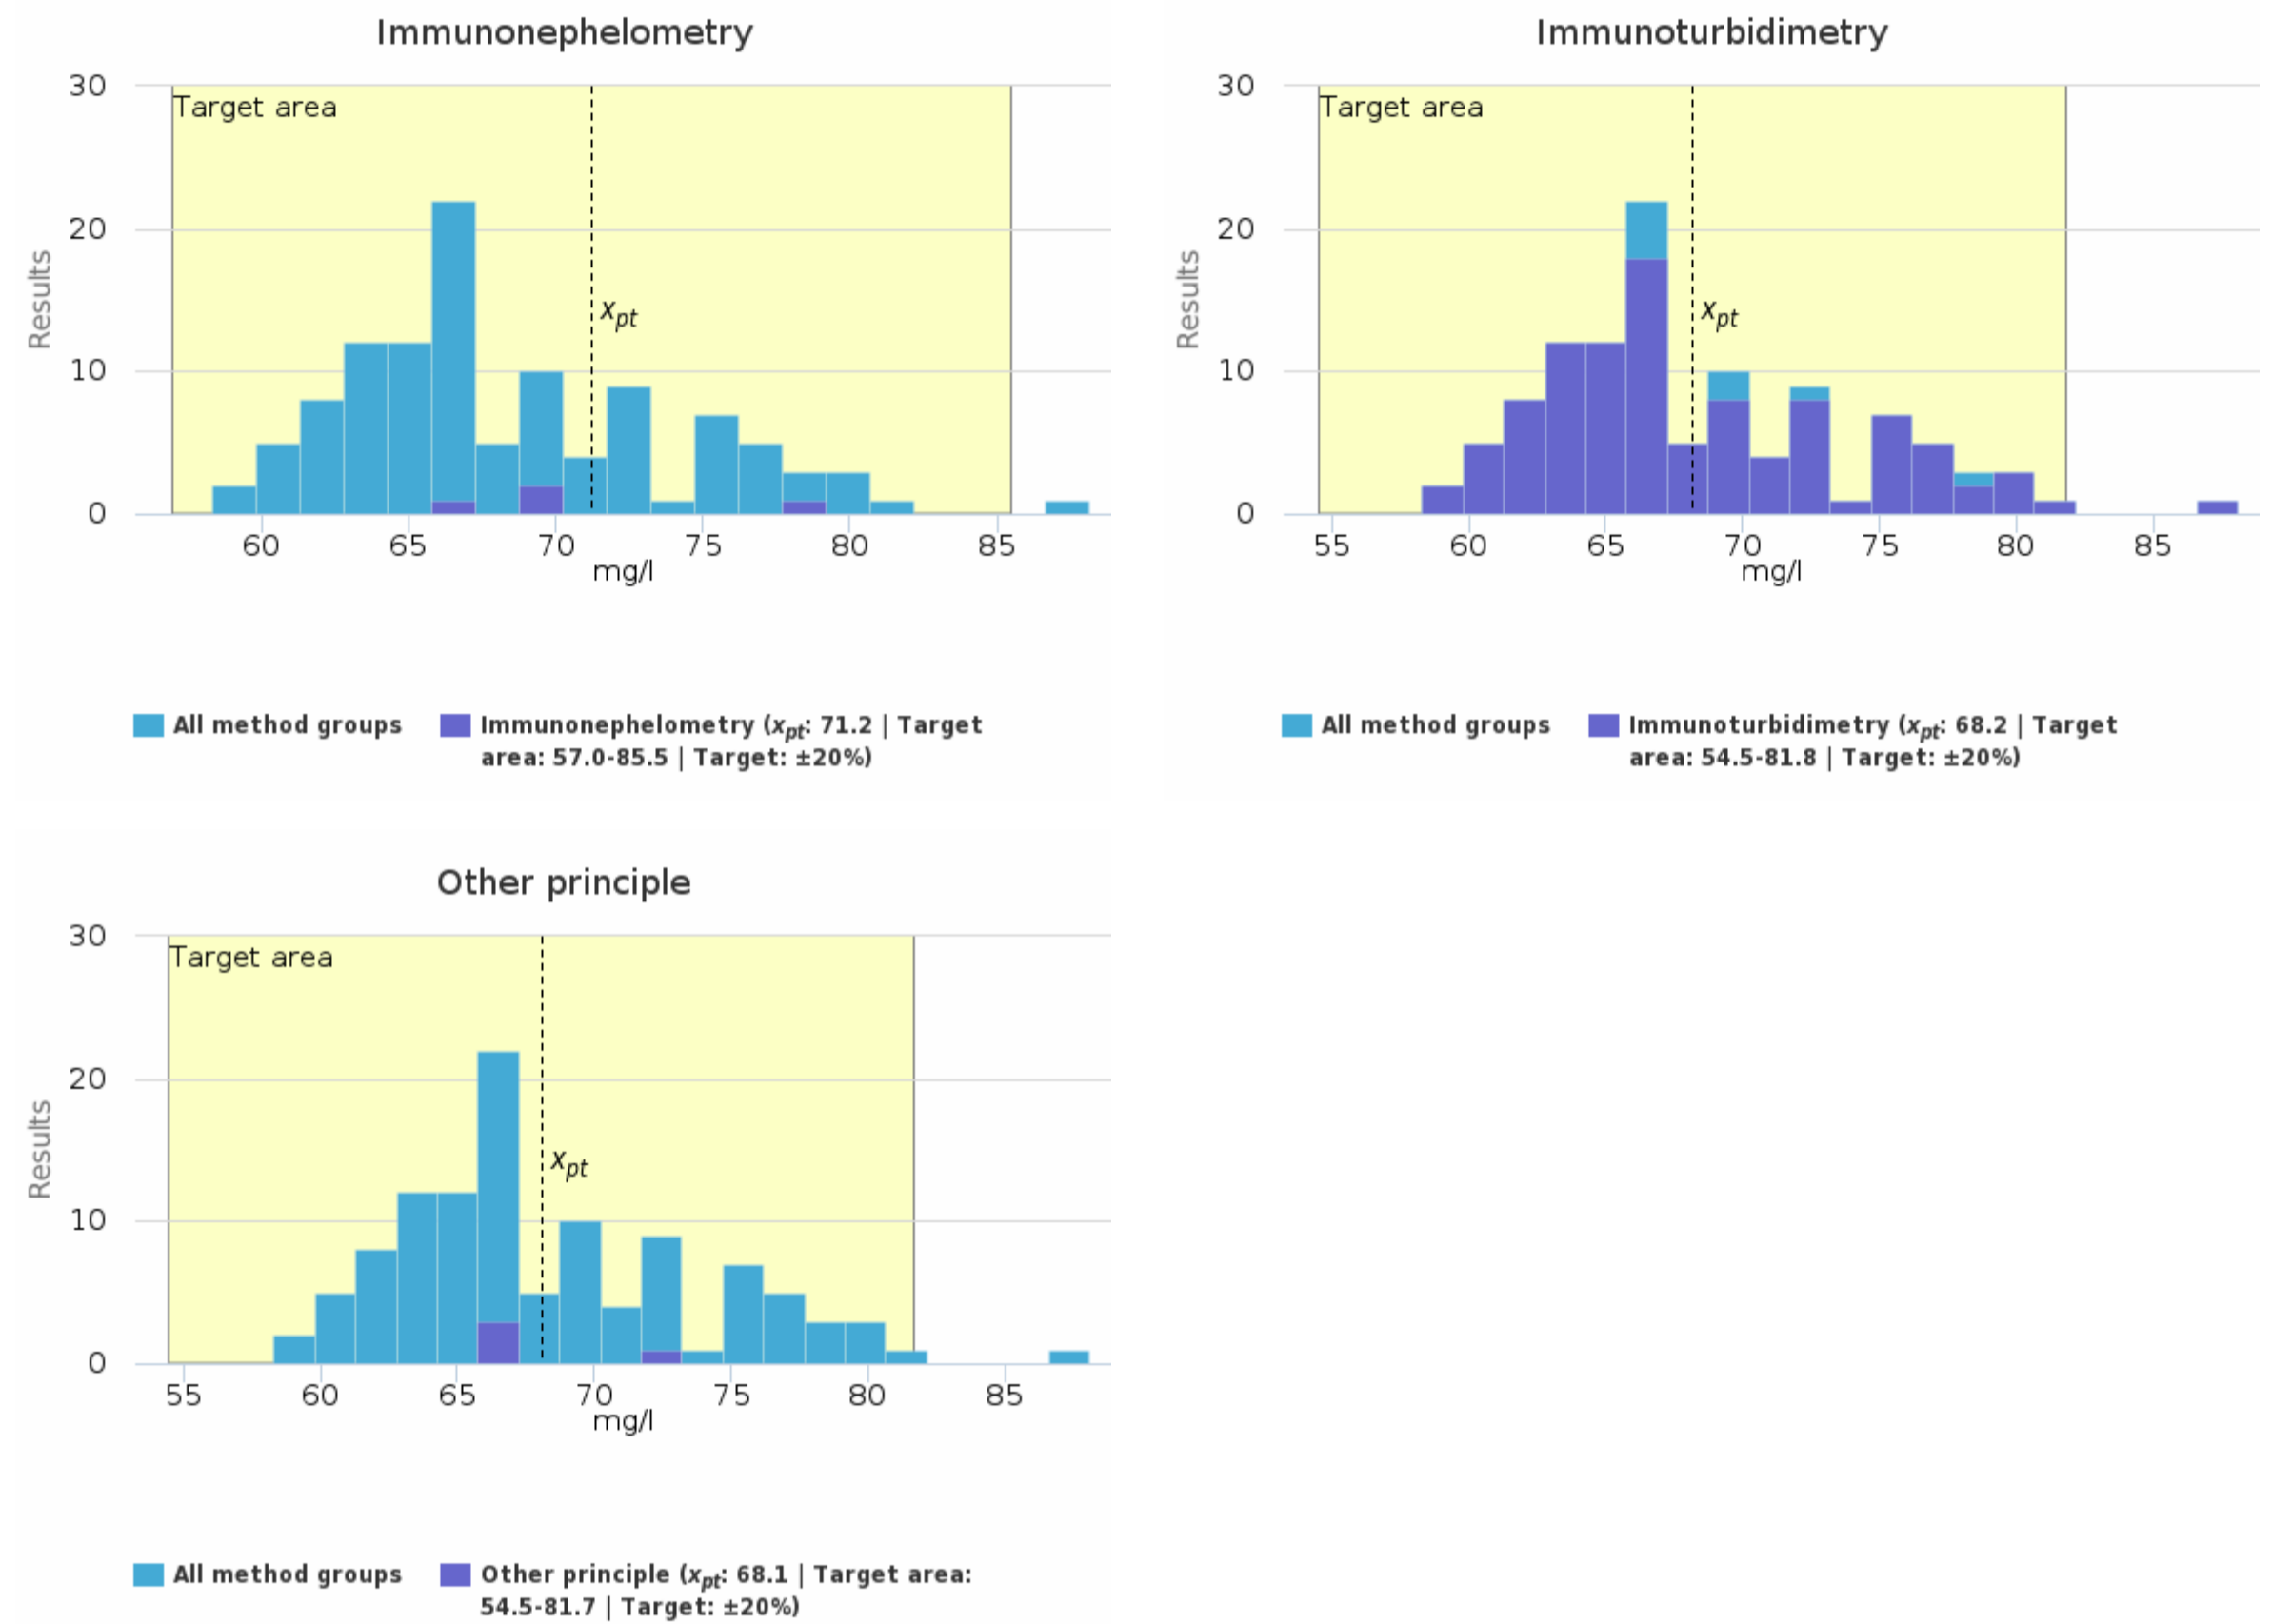 Immunonephelometry
30
Target area
20
Results
xpt
10
0
60 65 70 75 80 85
mg/l
All method groups
Immunonephelometry (xpt: 71.2 | Target
area: 57.0-85.5 | Target: ±20%)
Immunoturbidimetry
30
Target area
20
Results
xpt
10
0
55 60 65 70 75 80 85
mg/l
All method groups
Immunoturbidimetry (xpt: 68.2 | Target
area: 54.5-81.8 | Target: ±20%)
Other principle
30
Target area
20
Results
xpt
10
0
55 60 65 70 75 80 85
mg/l
All method groups
Other principle (xpt: 68.1 | Target area:
54.5-81.7 | Target: ±20%)